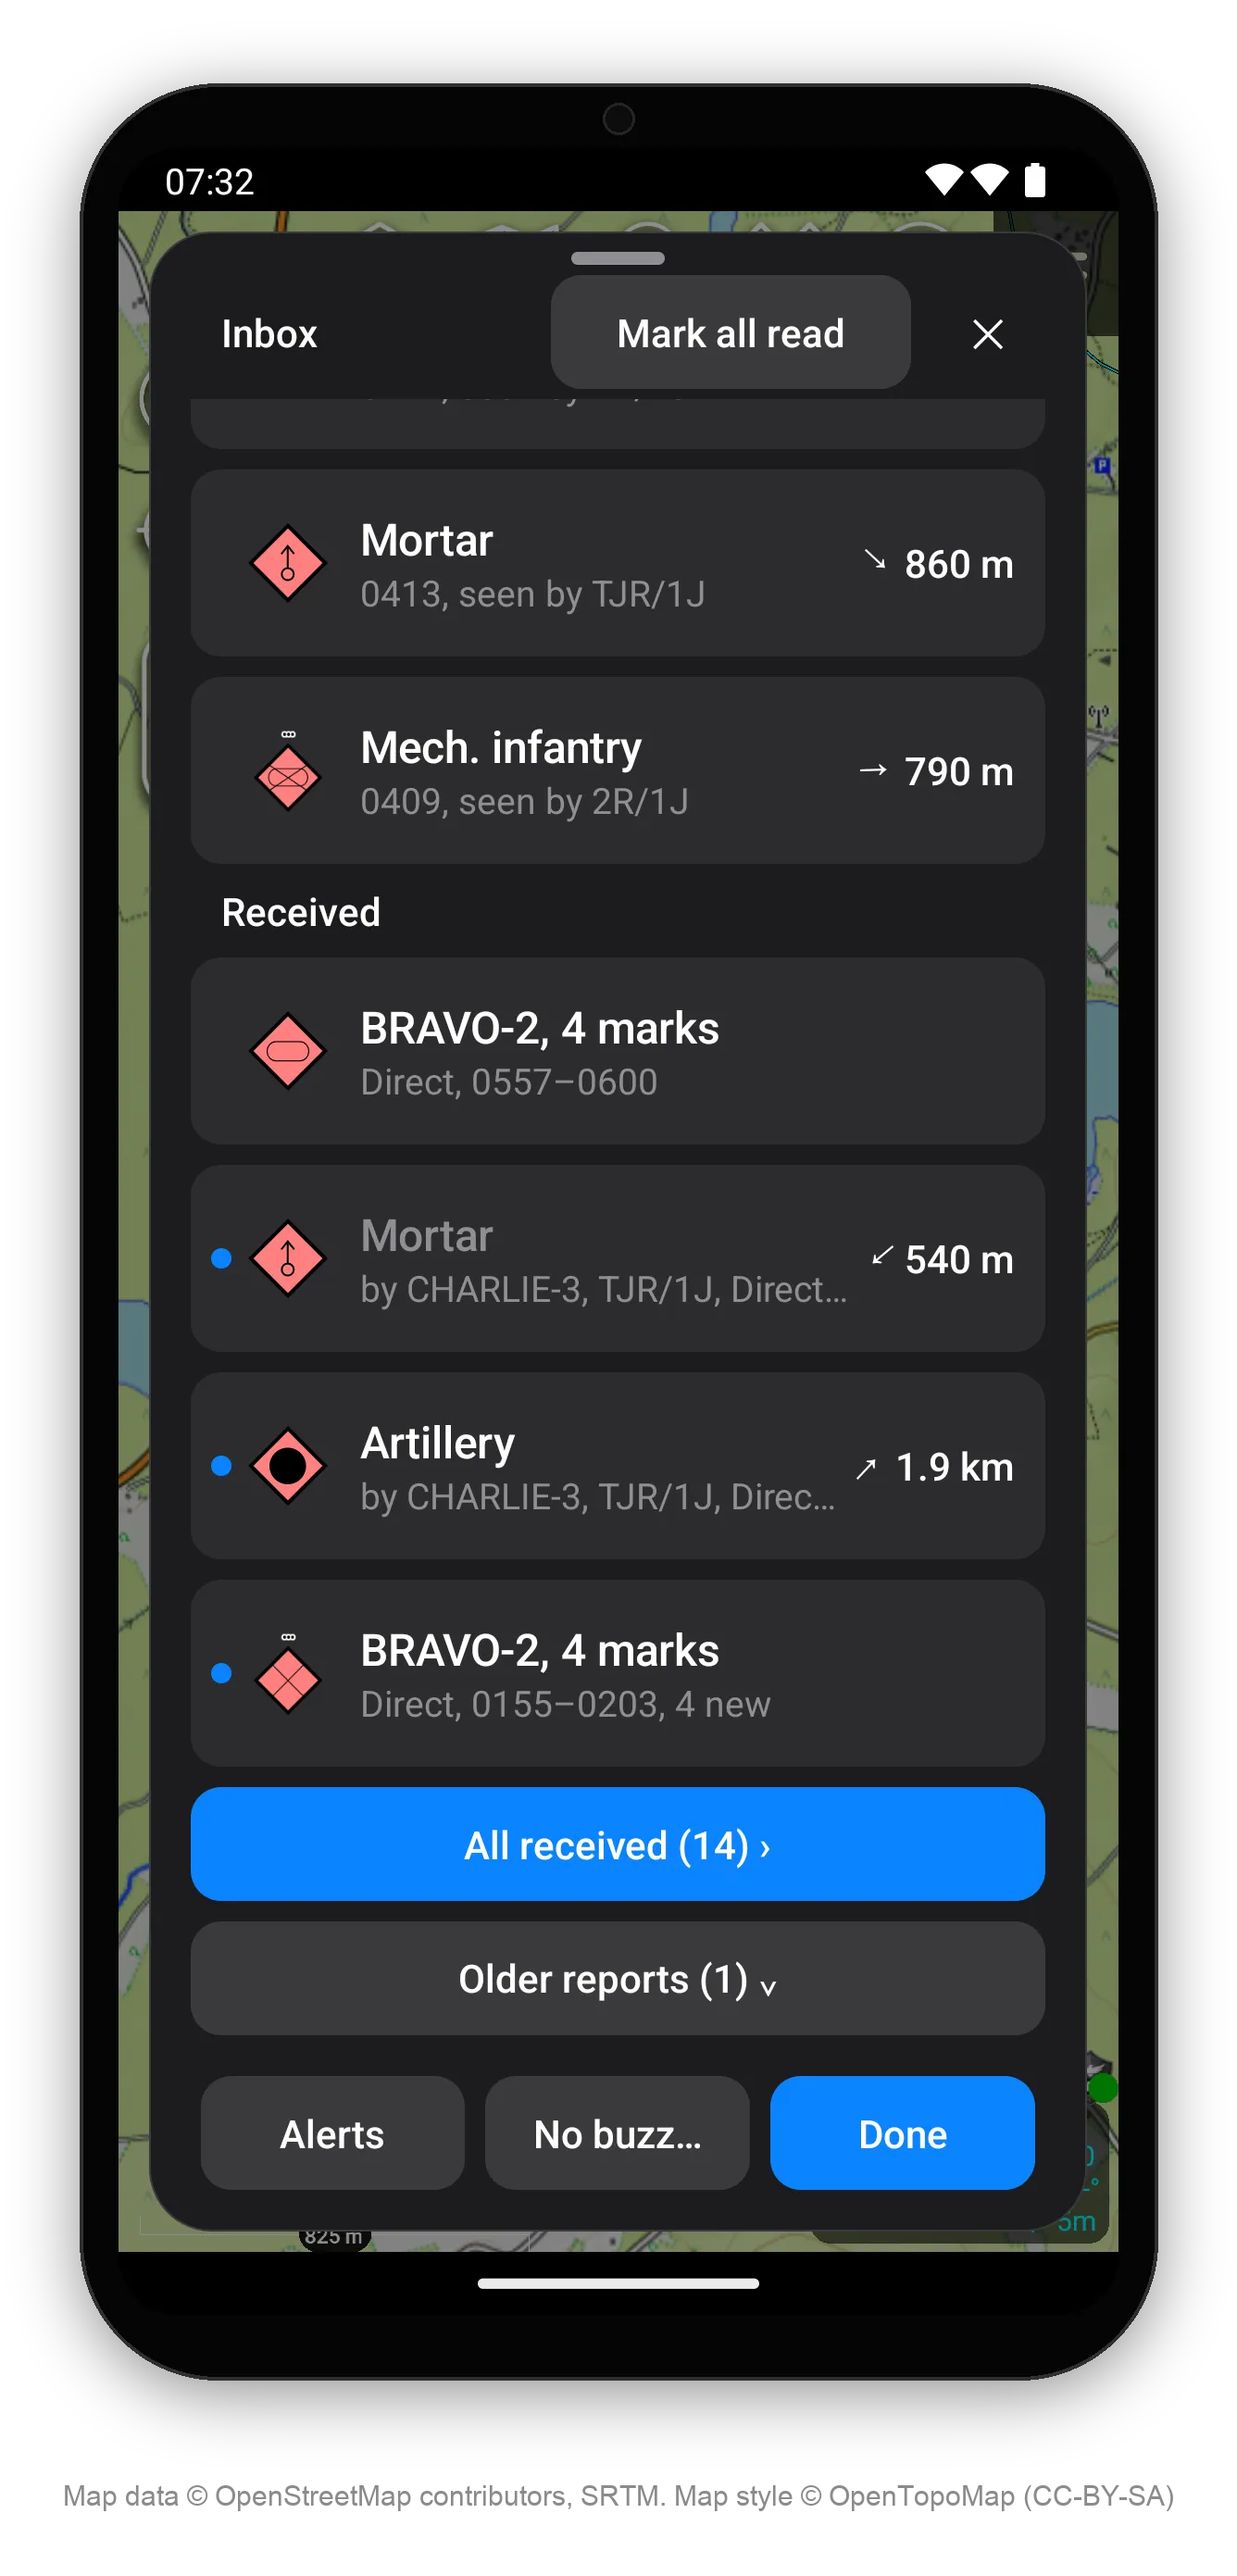 07:32
Inbox
Mark all read
Mortar
0413, seen by TJR/1J
↘ 860 m
Mech. infantry
0409, seen by 2R/1J
→ 790 m
Received
BRAVO-2, 4 marks
Direct, 0557–0600
Mortar
by CHARLIE-3, TJR/1J, Direct…
↙ 540 m
Artillery
by CHARLIE-3, TJR/1J, Direc…
↗ 1.9 km
BRAVO-2, 4 marks
Direct, 0155–0203, 4 new
All received (14) ›
Older reports (1) ˅
Alerts
No buzz…
Done
825 m
5m
Map data © OpenStreetMap contributors, SRTM. Map style © OpenTopoMap (CC-BY-SA)